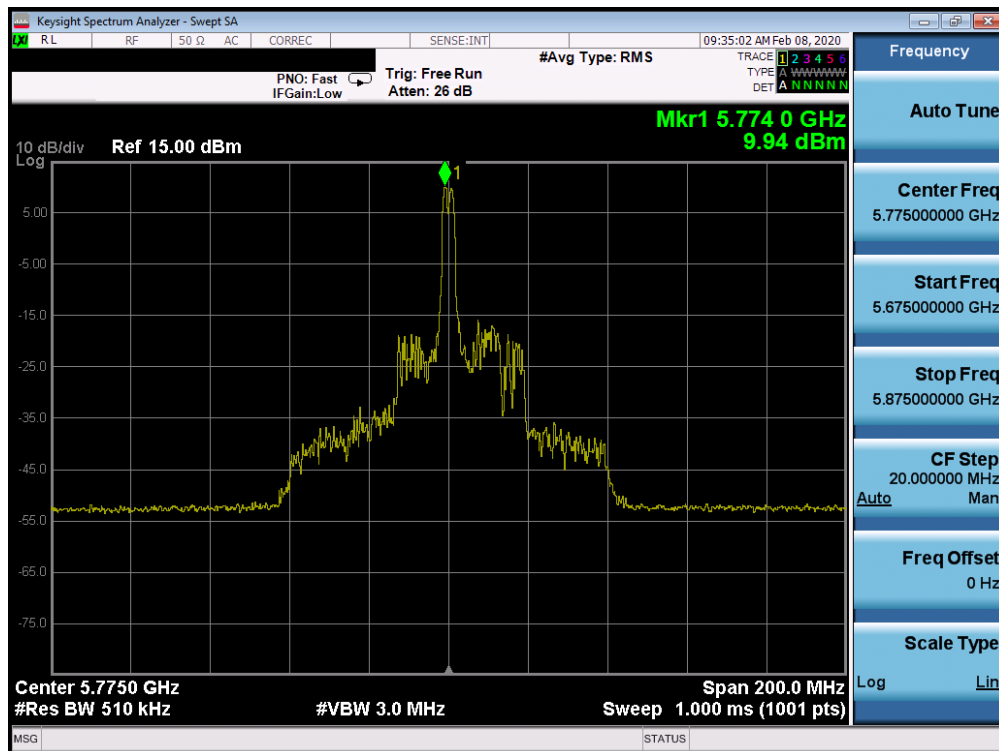 Keysight Spectrum Analyzer - Swept SA
LXI RL RF 50 Ω AC CORREC SENSE:INT 09:35:02 AM Feb 08, 2020
#Avg Type: RMS
TRACE 1 2 3 4 5 6
PNO: Fast Trig: Free Run
TYPE A WWWWW
IFGain:Low Atten: 26 dB
DET A N N N N N
Mkr1 5.774 0 GHz
9.94 dBm
10 dB/div Ref 15.00 dBm
Log
1
5.00
-5.00
-15.0
-25.0
-35.0
-45.0
-55.0
-65.0
-75.0
Center 5.7750 GHz Span 200.0 MHz
#Res BW 510 kHz #VBW 3.0 MHz Sweep 1.000 ms (1001 pts)
MSG STATUS
Frequency
Auto Tune
Center Freq
5.775000000 GHz
Start Freq
5.675000000 GHz
Stop Freq
5.875000000 GHz
CF Step
20.000000 MHz
Auto Man
Freq Offset
0 Hz
Scale Type
Log Lin